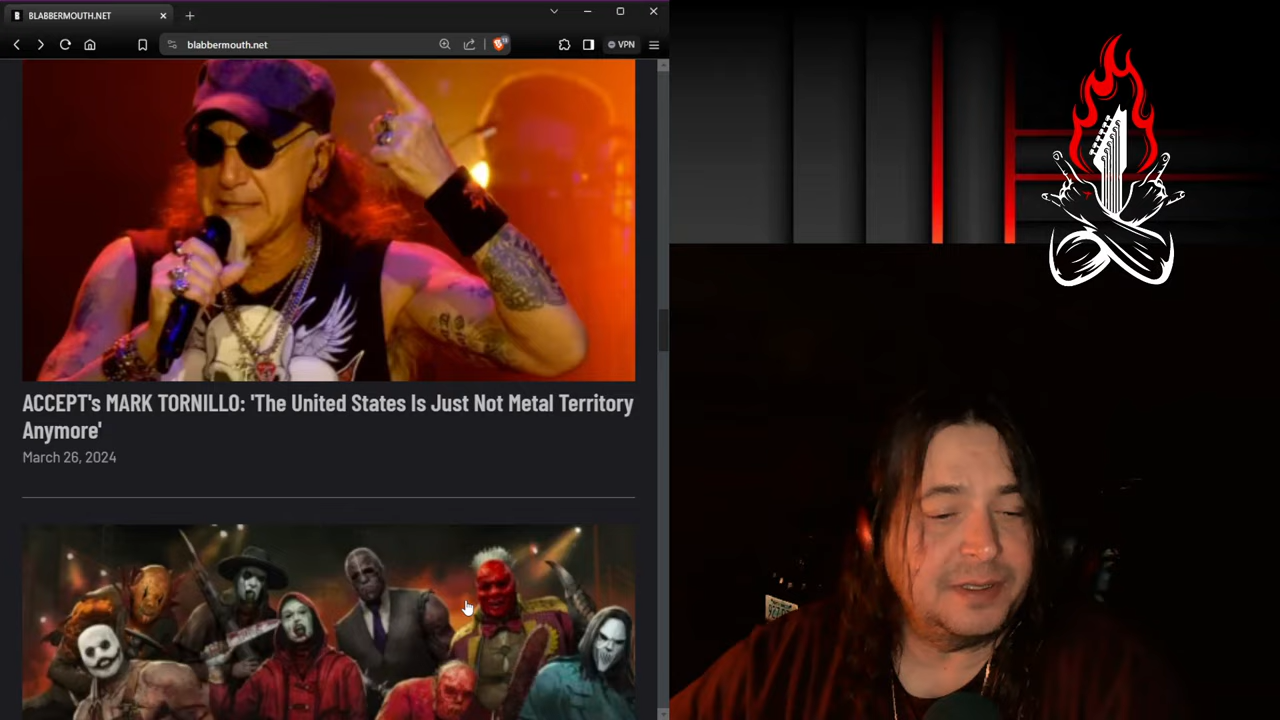 BLABBERMOUTH.NET
blabbermouth.net
VPN
ACCEPT's MARK TORNILLO: 'The United States Is Just Not Metal Territory
Anymore'
March 26, 2024